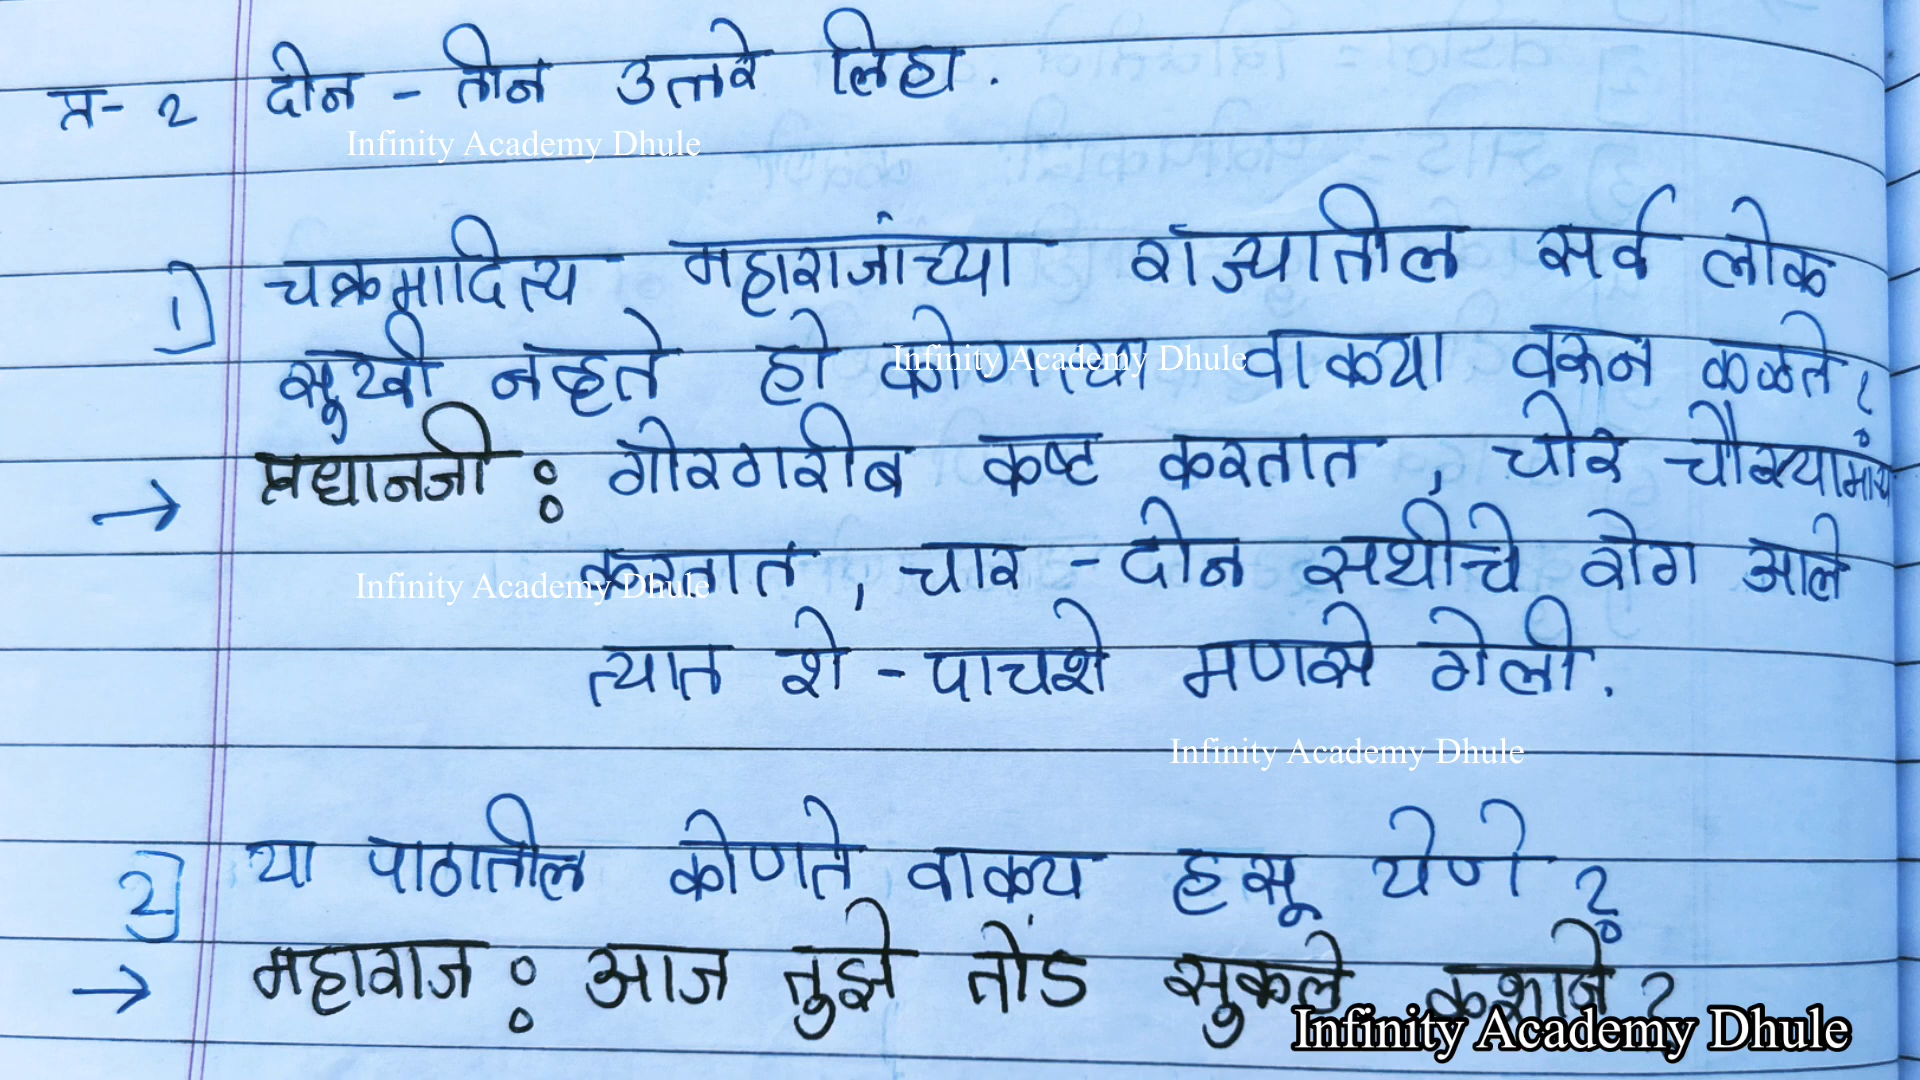 प्र- २ दोन - तीन उत्तरे लिहा.
Infinity Academy Dhule
1) चक्रमादित्य महाराजांच्या राज्यातील सर्व लोक
सुखी नव्हते हो कोणत्या वाक्या वरून कळते?
Infinity Academy Dhule
→ प्रधानजी : गोरगरीब कष्ट करतात, चोर चौऱ्यामाऱ्या
करतात, चार - दोन सथीचे रोग आले
Infinity Academy Dhule
त्यात शे - पाचशे मणसे गेली.
Infinity Academy Dhule
2) या पाठातील कोणते वाक्य हसू येणे?
→ महाराज : आज तुझे तोंड सुकले कशाने?
Infinity Academy Dhule